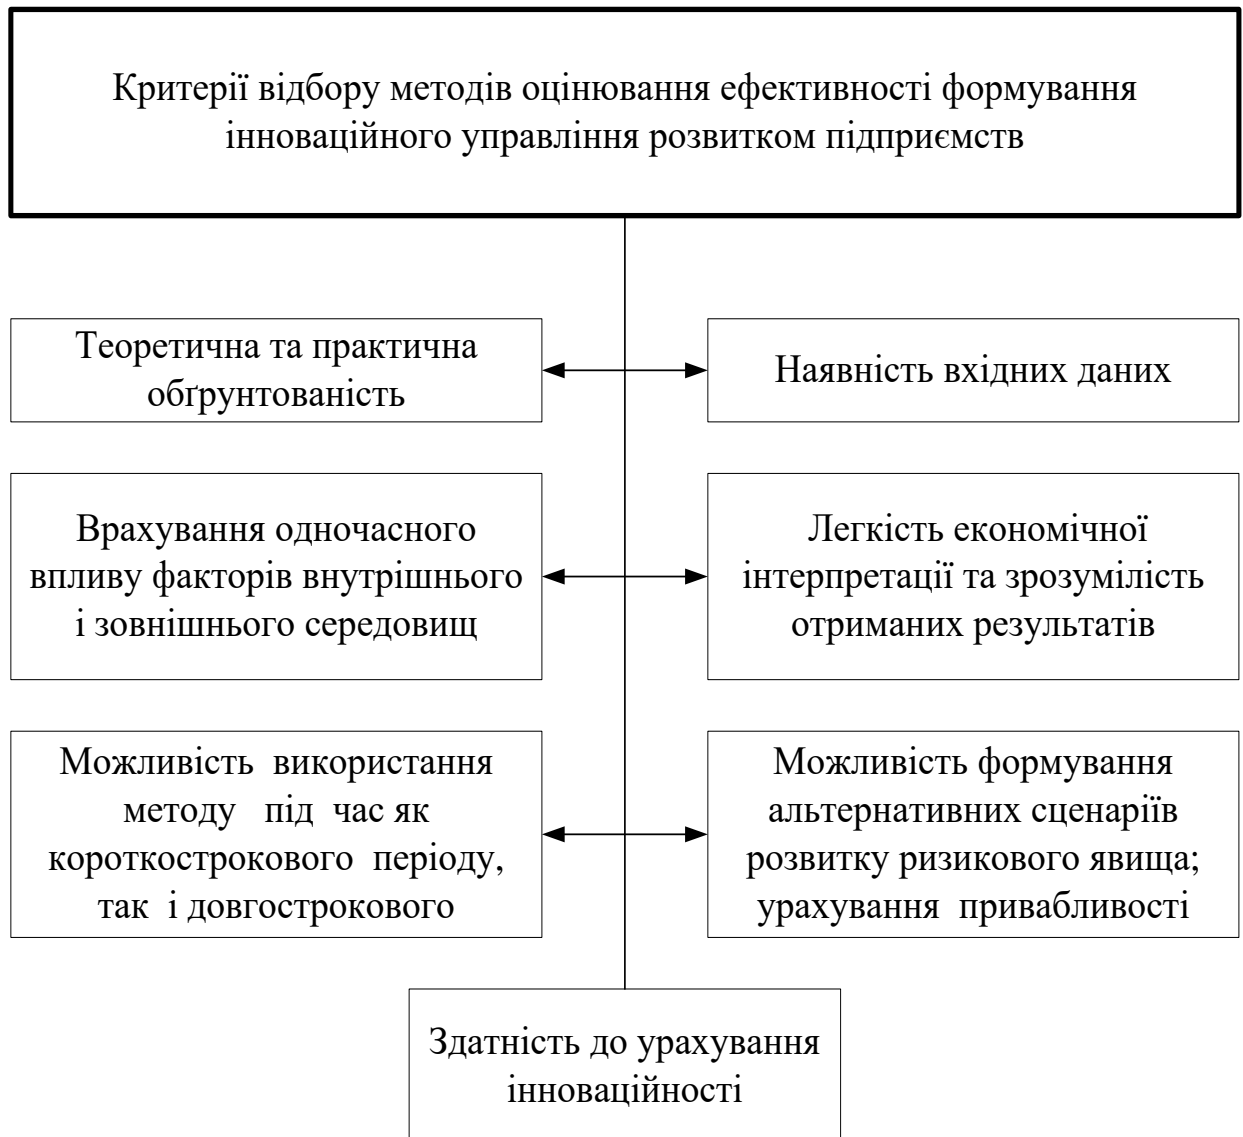 Критерії відбору методів оцінювання ефективності формування
інноваційного управління розвитком підприємств
Теоретична та практична
обґрунтованість
Наявність вхідних даних
Врахування одночасного
впливу факторів внутрішнього
і зовнішнього середовищ
Легкість економічної
інтерпретації та зрозумілість
отриманих результатів
Можливість використання
методу під час як
короткострокового періоду,
так і довгострокового
Можливість формування
альтернативних сценаріїв
розвитку ризикового явища;
урахування привабливості
Здатність до урахування
інноваційності